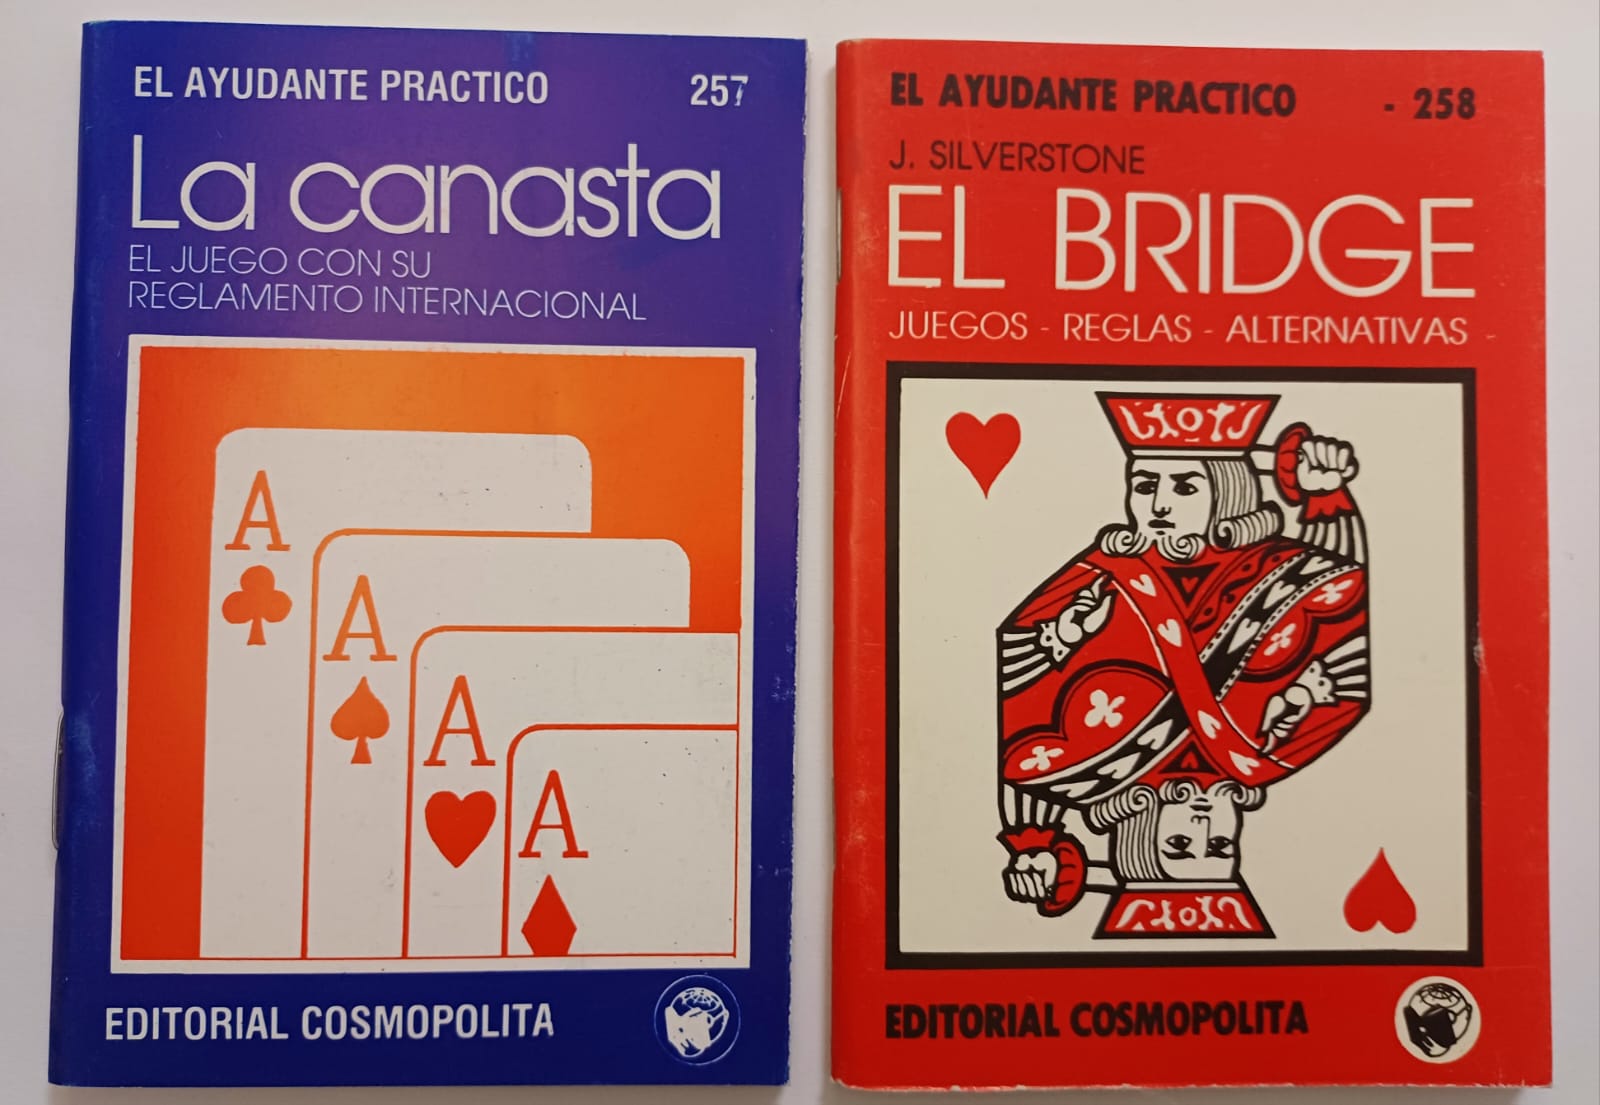 EL AYUDANTE PRACTICO 257
La canasta
EL JUEGO CON SU
REGLAMENTO INTERNACIONAL
A
A
A
A
EDITORIAL COSMOPOLITA
EL AYUDANTE PRACTICO - 258
J. SILVERSTONE
EL BRIDGE
JUEGOS - REGLAS - ALTERNATIVAS -
EDITORIAL COSMOPOLITA